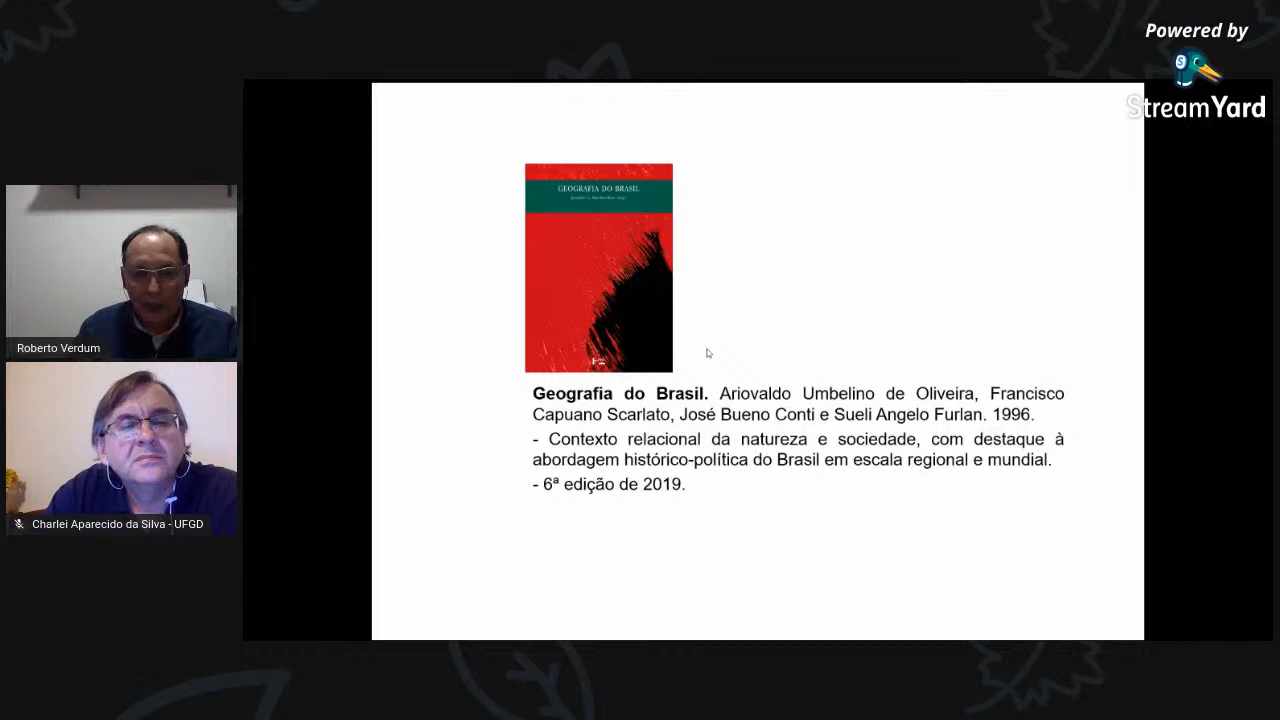 Powered by
StreamYard
GEOGRAFIA DO BRASIL
Roberto Verdum
Charlei Aparecido da Silva - UFGD
Geografia do Brasil. Ariovaldo Umbelino de Oliveira, Francisco
Capuano Scarlato, José Bueno Conti e Sueli Angelo Furlan. 1996.
- Contexto relacional da natureza e sociedade, com destaque à
abordagem histórico-política do Brasil em escala regional e mundial.
- 6ª edição de 2019.